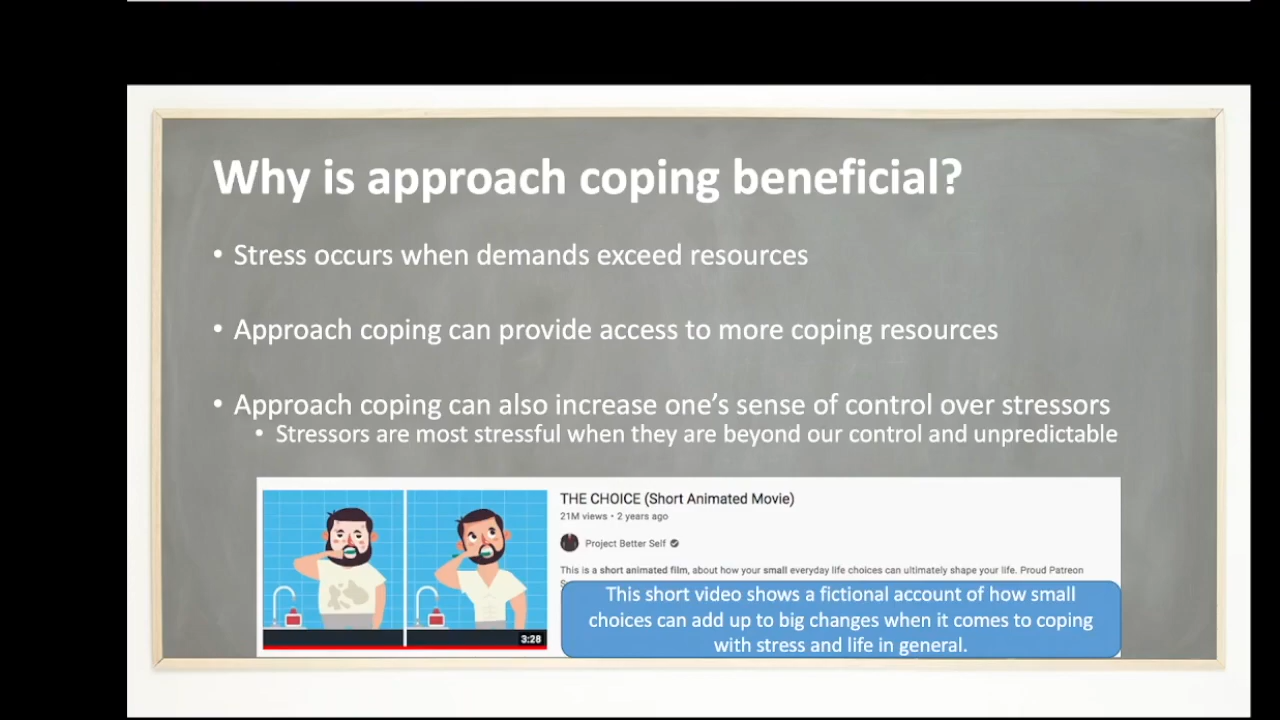 Why is approach coping beneficial?
• Stress occurs when demands exceed resources
• Approach coping can provide access to more coping resources
• Approach coping can also increase one's sense of control over stressors
• Stressors are most stressful when they are beyond our control and unpredictable
THE CHOICE (Short Animated Movie)
21M views • 2 years ago
Project Better Self
This is a short animated film, about how your small everyday life choices can ultimately shape your life. Proud Patreon
3:28
This short video shows a fictional account of how small
choices can add up to big changes when it comes to coping
with stress and life in general.